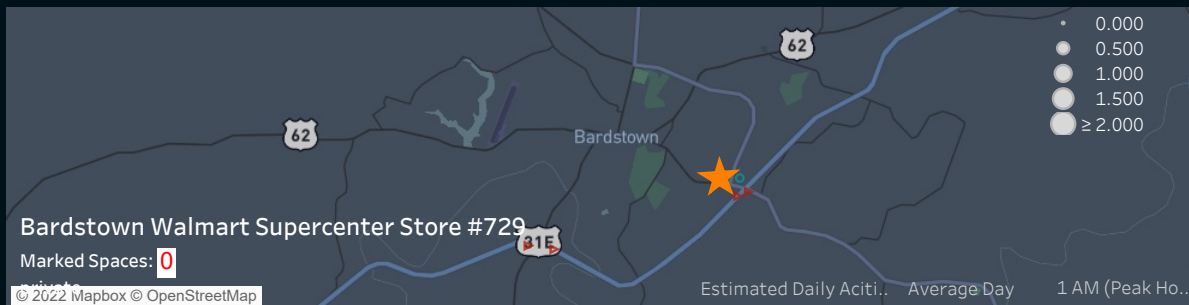 62
0.000
0.500
1.000
1.500
≥ 2.000
Bardstown
62
Bardstown Walmart Supercenter Store #729
31E
Marked Spaces: 0
private
© 2022 Mapbox © OpenStreetMap
Estimated Daily Aciti.. Average Day 1 AM (Peak Ho..